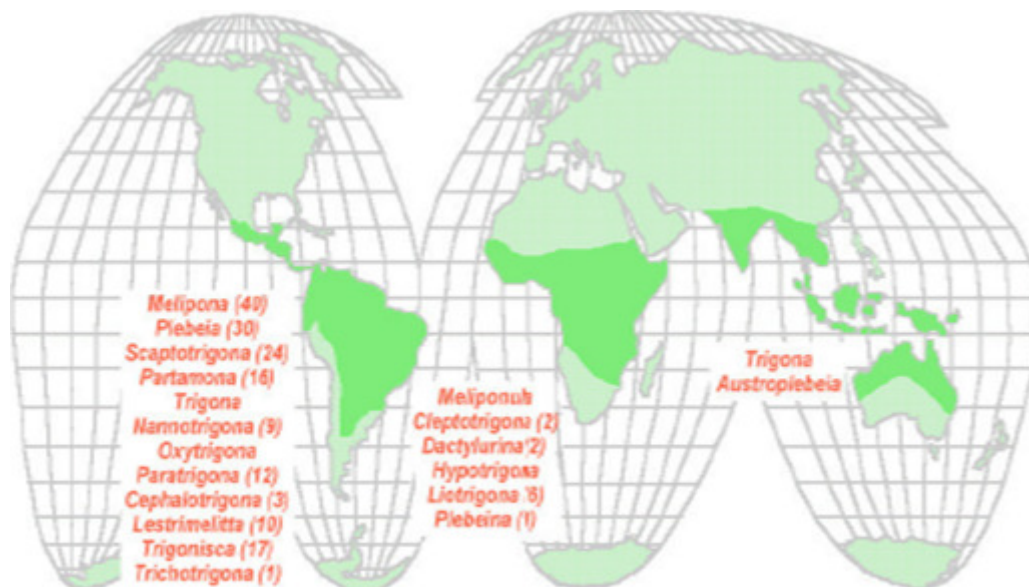 Melipona (40)
Plebeia (30)
Scaptotrigona (24)
Partamona (16)
Trigona
Nannotrigona (9)
Oxytrigona
Paratrigona (12)
Cephalotrigona (3)
Lestrimelitta (10)
Trigonisca (17)
Trichotrigona (1)
Meliponula
Cleptotrigona (2)
Dactylurina(2)
Hypotrigona
Liotrigona (6)
Plebeina (1)
Trigona
Austroplebeia